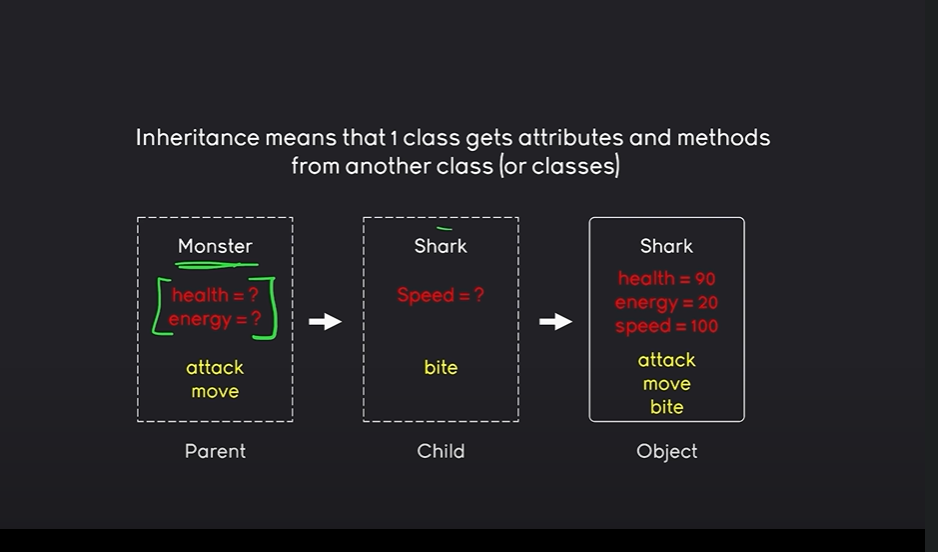 Inheritance means that 1 class gets attributes and methods
from another class (or classes)
Monster
health = ?
energy = ?
attack
move
Parent
Shark
Speed = ?
bite
Child
Shark
health = 90
energy = 20
speed = 100
attack
move
bite
Object